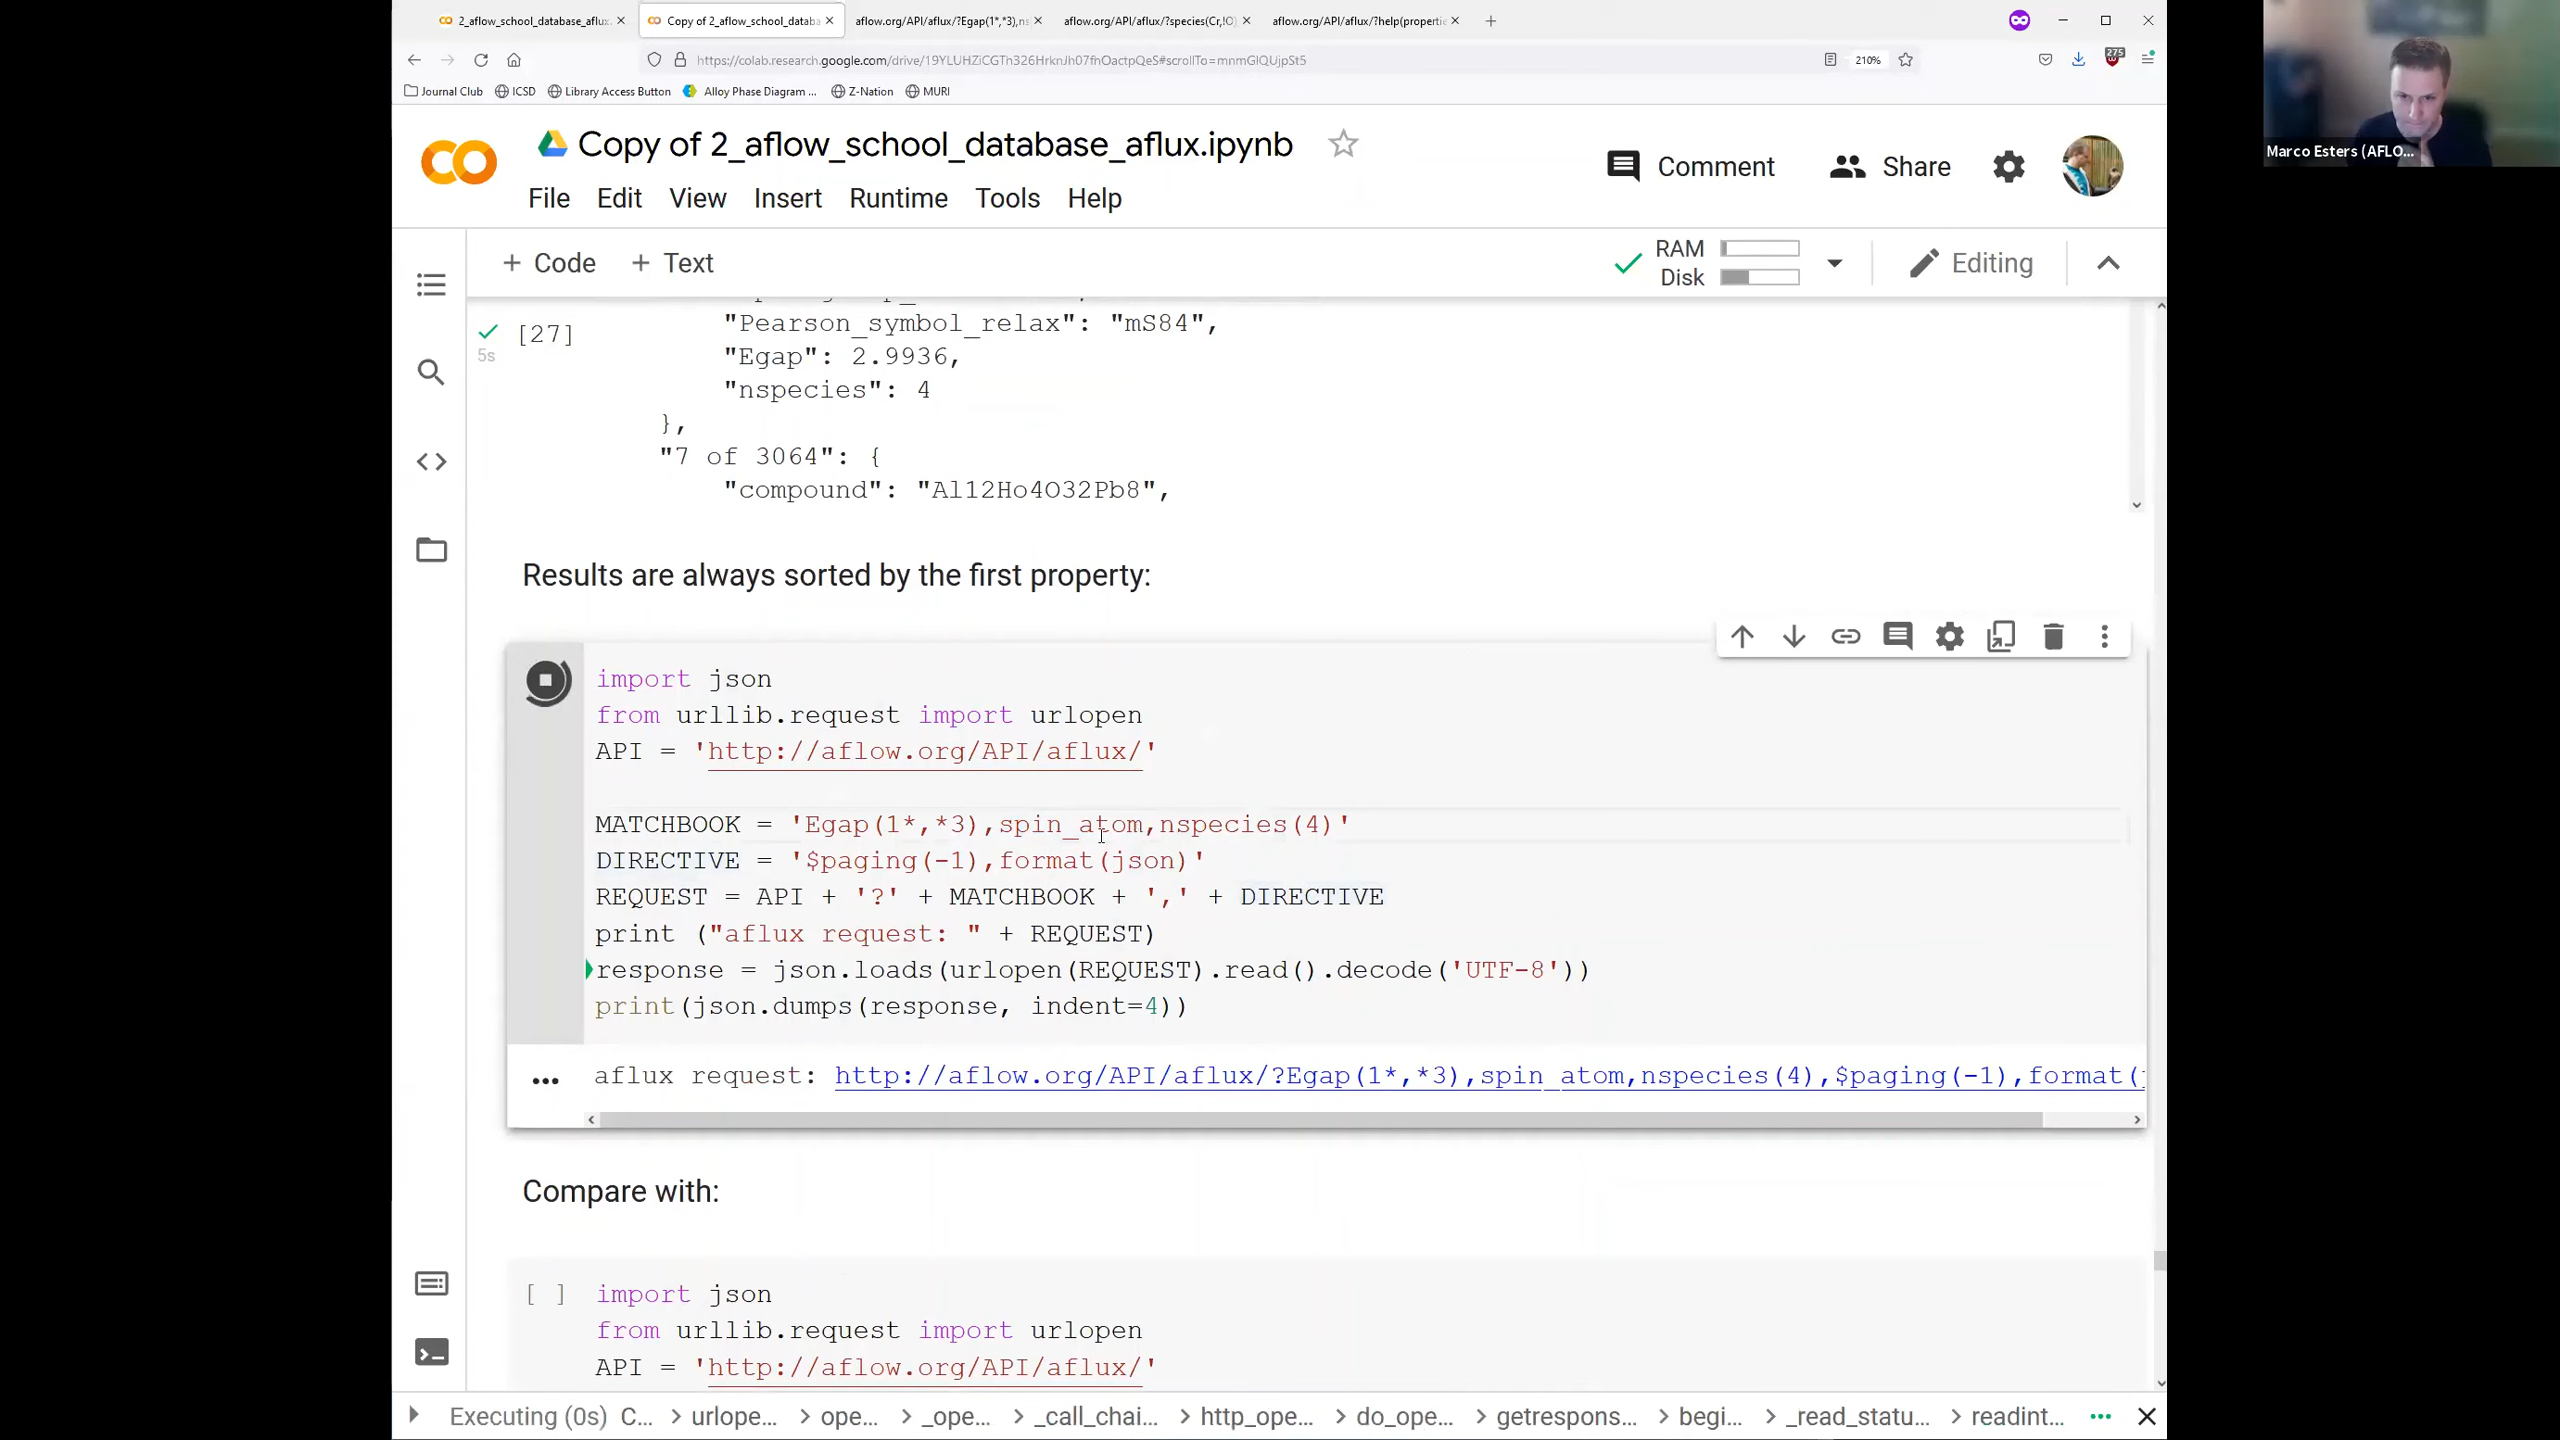 2_aflow_school_database_aflux.
Copy of 2_aflow_school_databa
aflow.org/API/aflux/?Egap(1*,*3),ns
aflow.org/API/aflux/?species(Cr,!O)
aflow.org/API/aflux/?help(properti
https://colab.research.google.com/drive/19YLUHZiCGTn326HrknJh07fhOactpQeS#scrollTo=mnmGlQUjpSt5
210%
275
Journal Club
ICSD
Library Access Button
Alloy Phase Diagram ...
Z-Nation
MURI
Marco Esters (AFLO...
Copy of 2_aflow_school_database_aflux.ipynb
Comment
Share
File Edit View Insert Runtime Tools Help
+ Code + Text
RAM
Disk
Editing
[27]
5s
"Pearson_symbol_relax": "mS84",
"Egap": 2.9936,
"nspecies": 4
},
"7 of 3064": {
"compound": "Al12Ho4O32Pb8",
Results are always sorted by the first property:
import json
from urllib.request import urlopen
API = 'http://aflow.org/API/aflux/'
MATCHBOOK = 'Egap(1*,*3),spin_atom,nspecies(4)'
DIRECTIVE = '$paging(-1),format(json)'
REQUEST = API + '?' + MATCHBOOK + ',' + DIRECTIVE
print ("aflux request: " + REQUEST)
response = json.loads(urlopen(REQUEST).read().decode('UTF-8'))
print(json.dumps(response, indent=4))
... aflux request: http://aflow.org/API/aflux/?Egap(1*,*3),spin_atom,nspecies(4),$paging(-1),format(
Compare with:
[ ]
import json
from urllib.request import urlopen
API = 'http://aflow.org/API/aflux/'
Executing (0s) C... > urlope... > ope... > _ope... > _call_chai... > http_ope... > do_ope... > getrespons... > begi... > _read_statu... > readint... ...